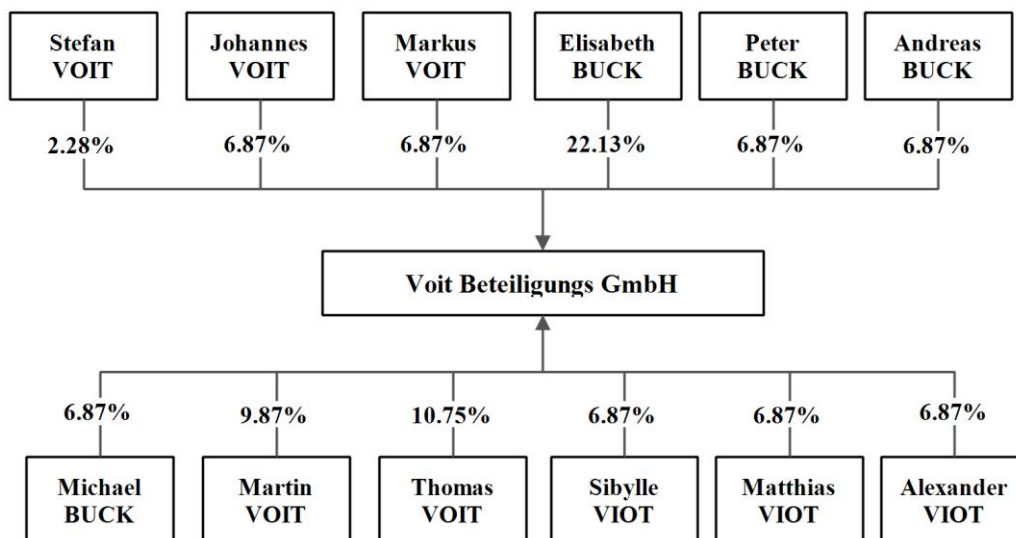 Stefan
VOIT
Johannes
VOIT
Markus
VOIT
Elisabeth
BUCK
Peter
BUCK
Andreas
BUCK
2.28%
6.87%
6.87%
22.13%
6.87%
6.87%
Voit Beteiligungs GmbH
6.87%
9.87%
10.75%
6.87%
6.87%
6.87%
Michael
BUCK
Martin
VOIT
Thomas
VOIT
Sibylle
VIOT
Matthias
VIOT
Alexander
VIOT